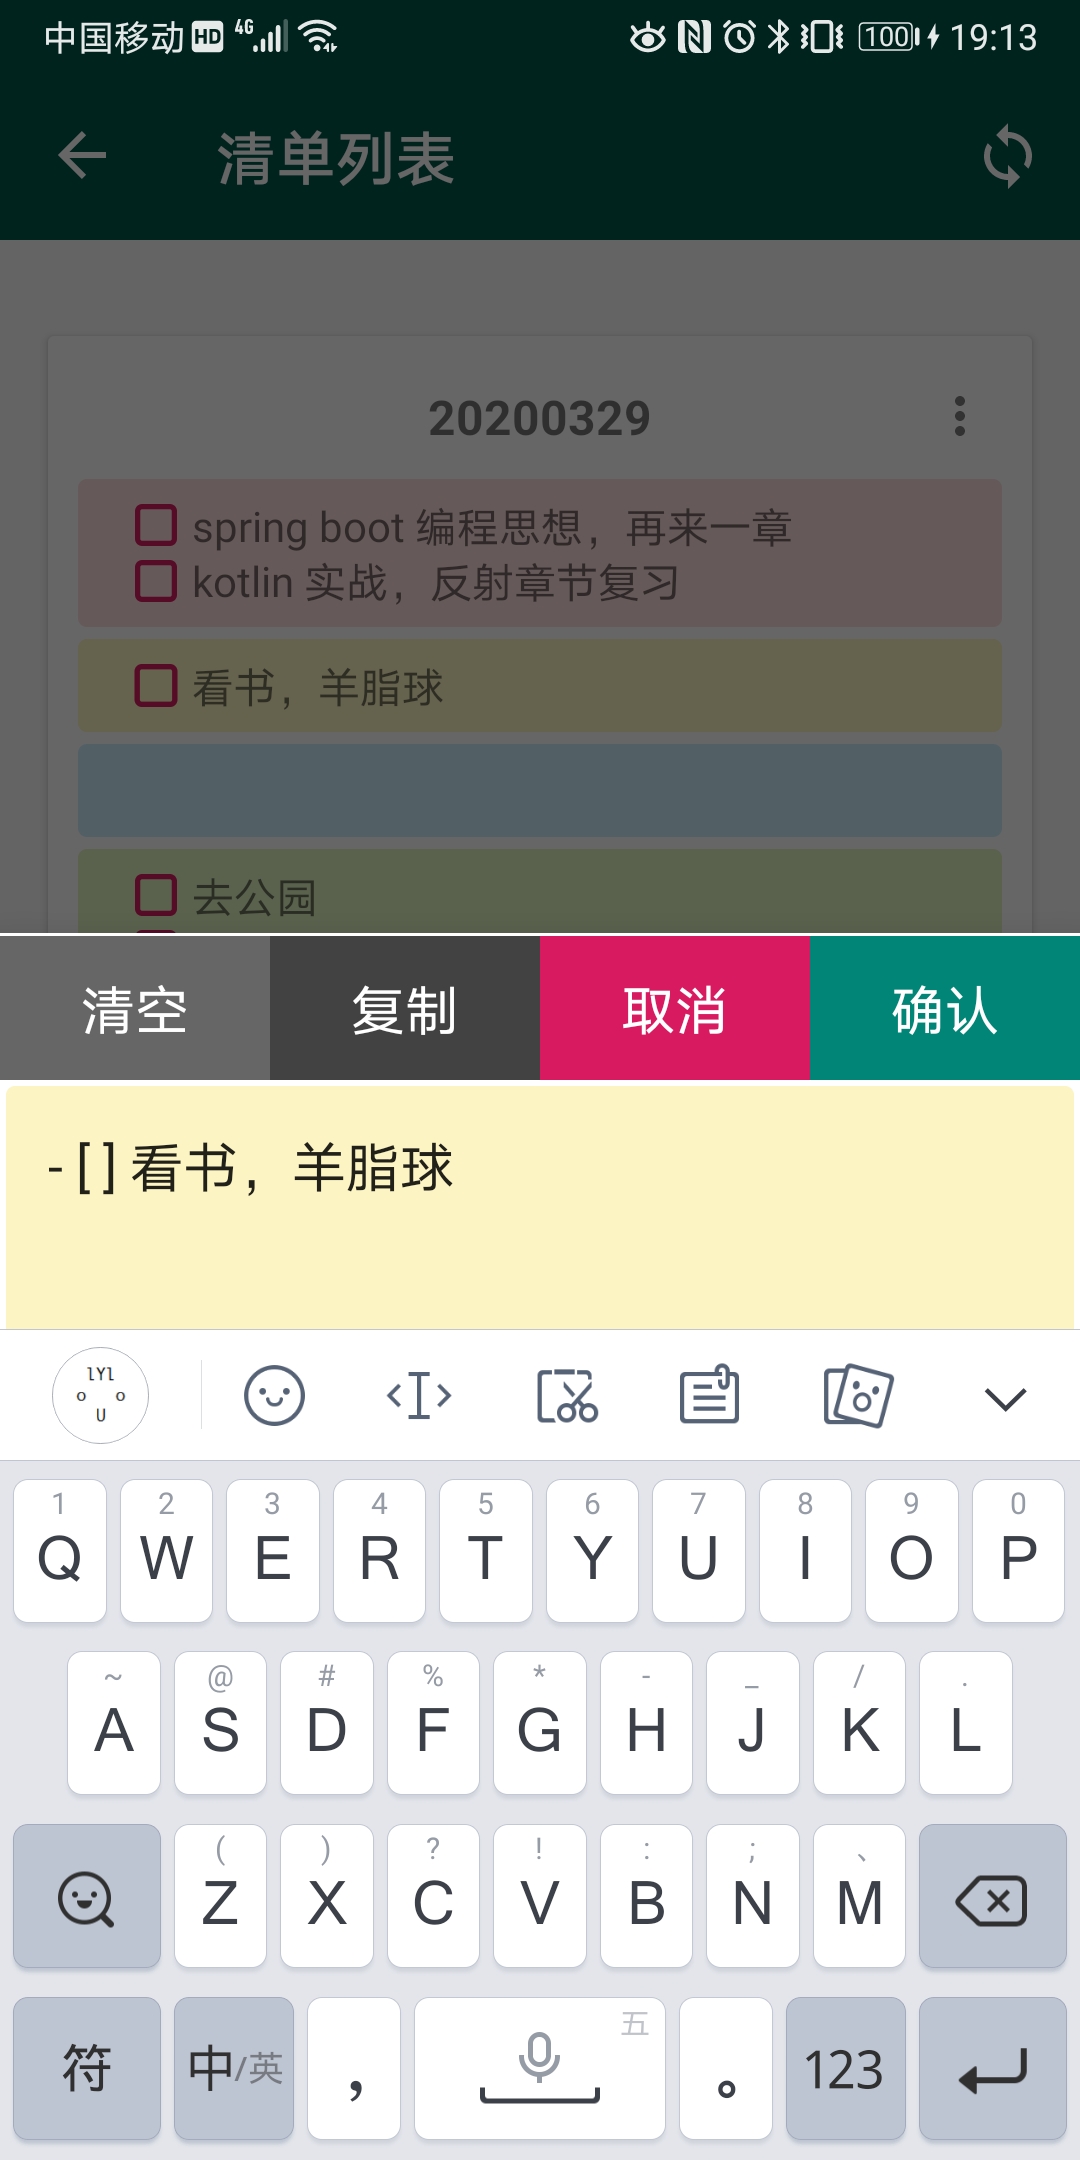 中国移动 HD 4G 100 19:13
清单列表
20200329
spring boot 编程思想，再来一章
kotlin 实战，反射章节复习
看书，羊脂球
去公园
清空 复制 取消 确认
- [ ] 看书，羊脂球
lYl
o o
U
1 2 3 4 5 6 7 8 9 0
Q W E R T Y U I O P
~ @ # % * - _ / .
A S D F G H J K L
( ) ? ! : ; 、
Z X C V B N M
五
符 中/英 ， 。 123